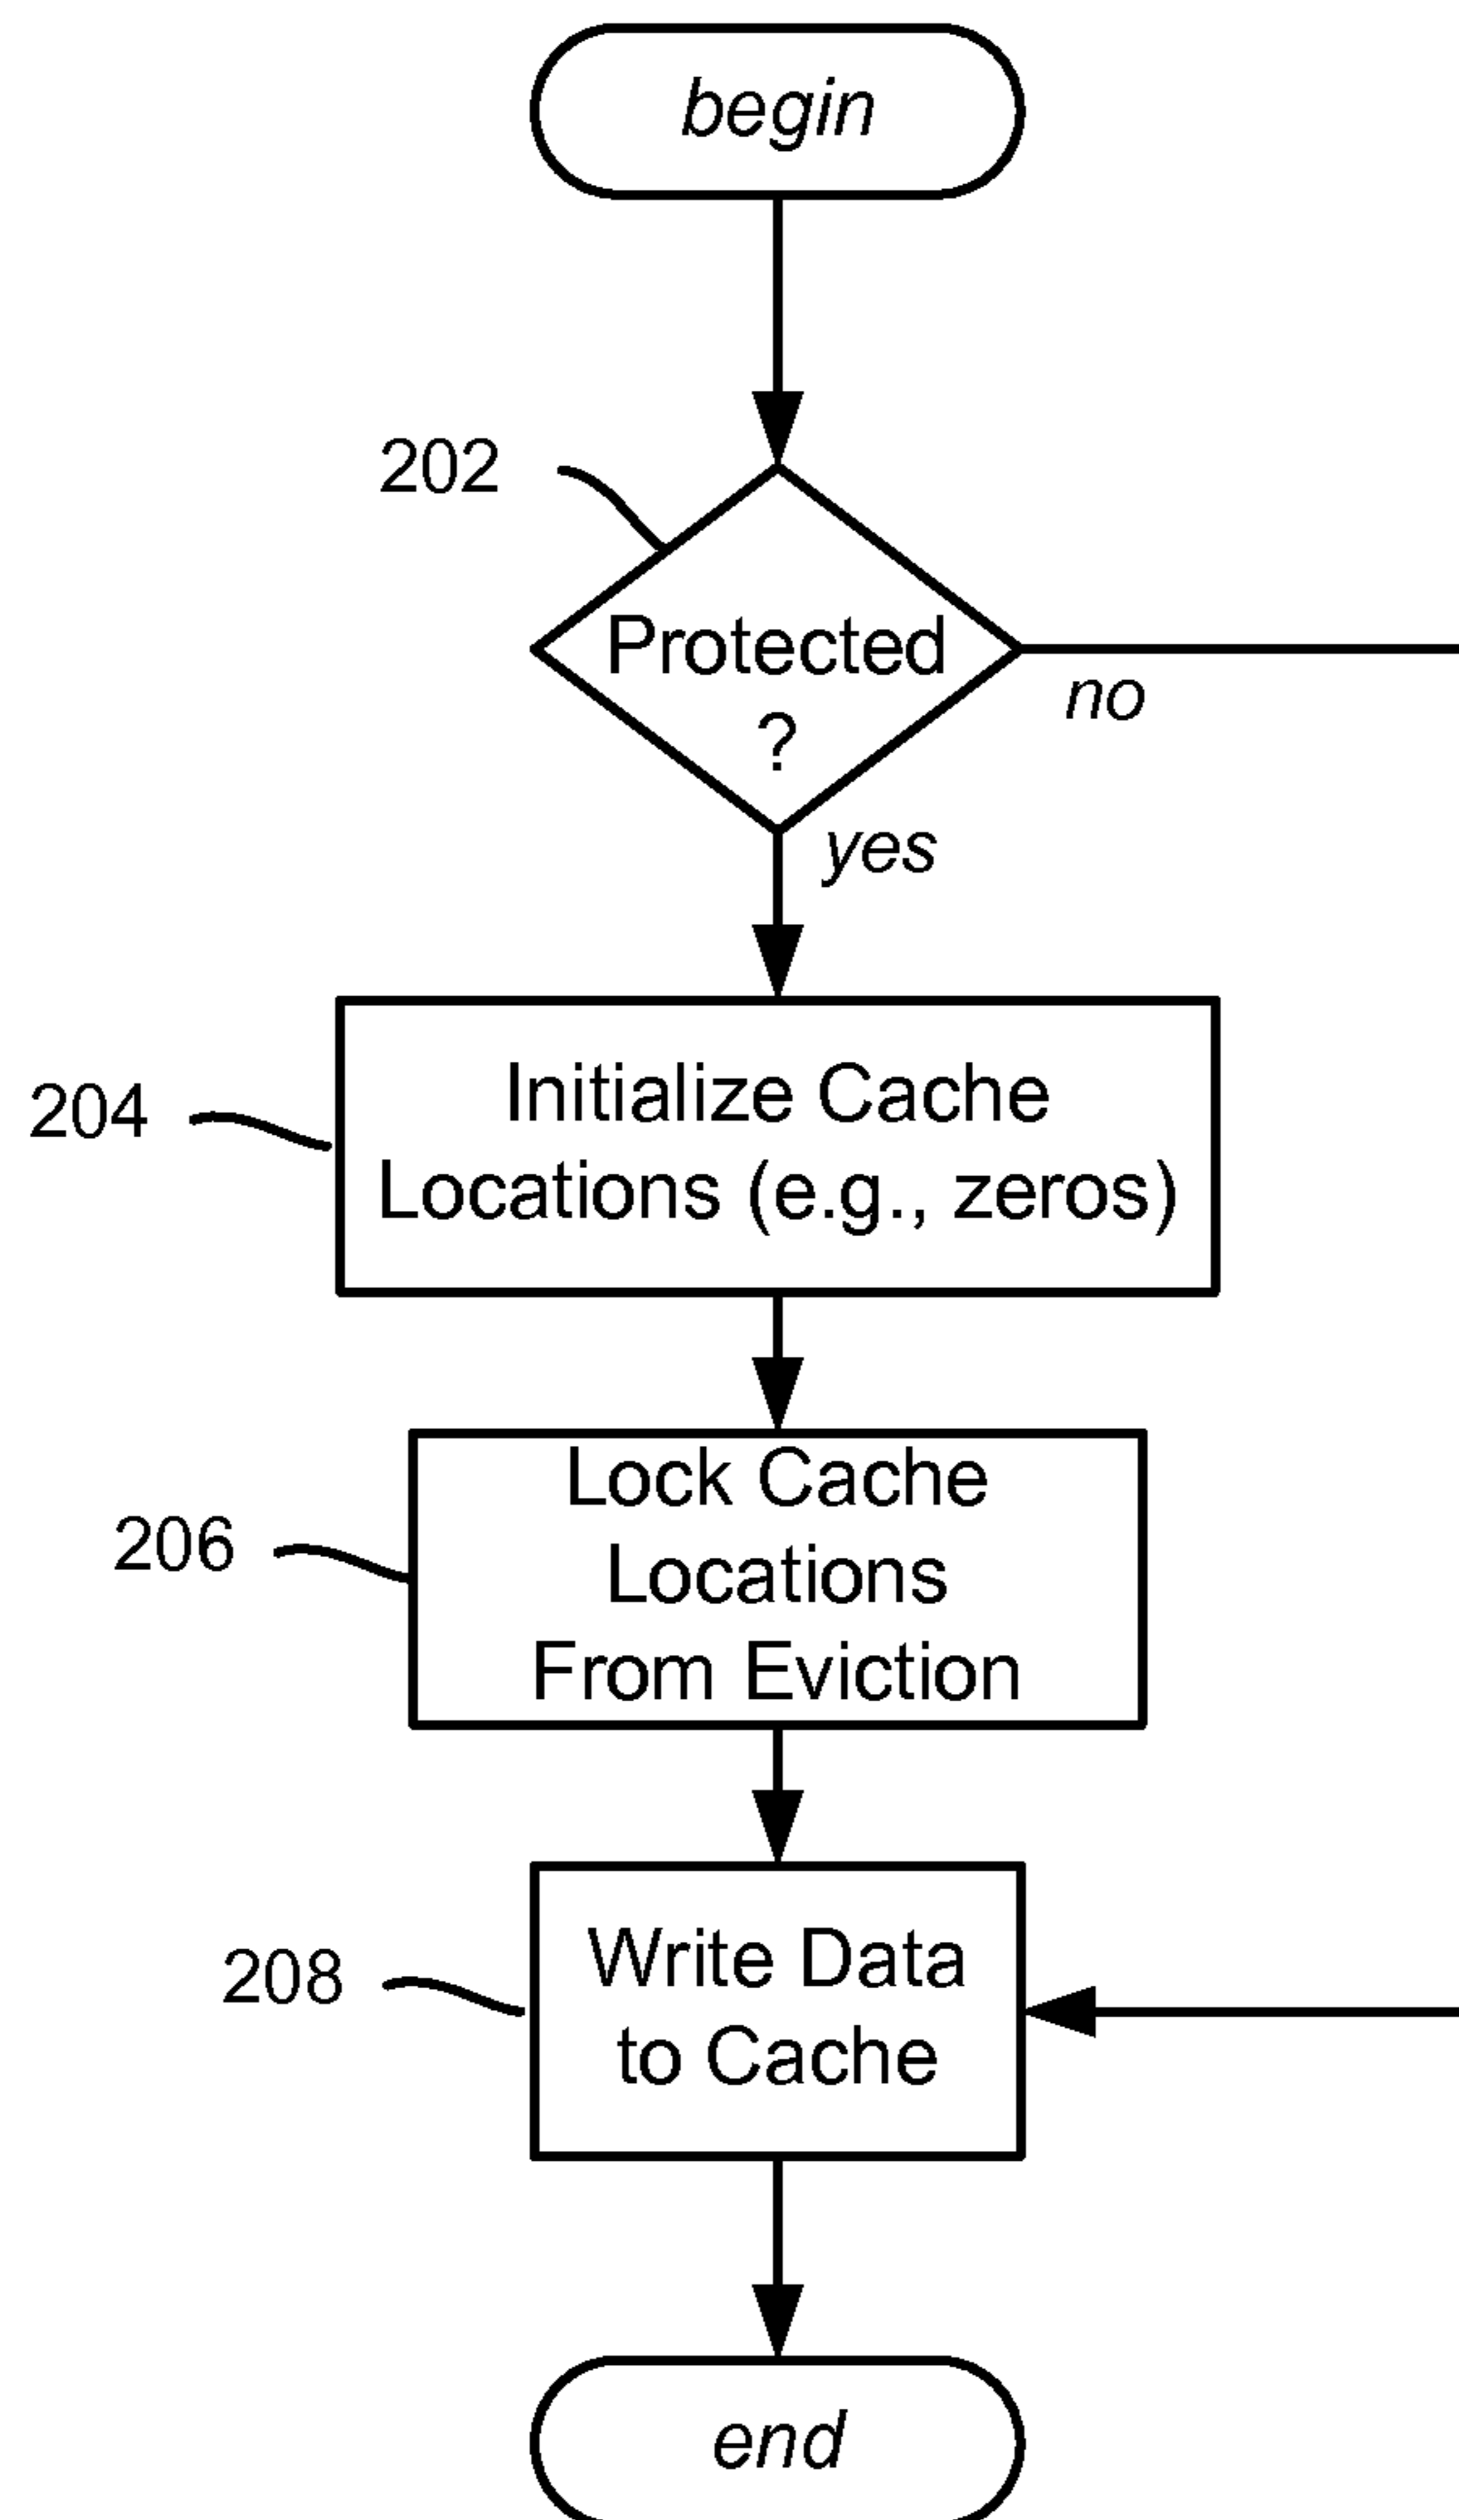 begin
202
Protected
?
no
yes
204
Initialize Cache
Locations (e.g., zeros)
206
Lock Cache
Locations
From Eviction
208
Write Data
to Cache
end